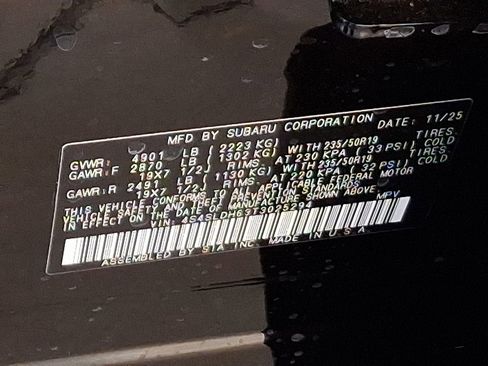 MFD BY SUBARU CORPORATION DATE: 11/25
GVWR: 4901 LB (2223 KG)
GAWR:F 2870 LB (1302 KG) WITH 235/50R19 TIRES.
19X7 1/2J RIMS. AT 230 KPA (33 PSI) COLD
GAWR:R 2491 LB (1130 KG) WITH 235/50R19 TIRES.
19X7 1/2J RIMS. AT 220 KPA (32 PSI) COLD
THIS VEHICLE CONFORMS TO ALL APPLICABLE FEDERAL MOTOR
VEHICLE SAFETY AND THEFT PREVENTION STANDARDS
IN EFFECT ON THE DATE OF MANUFACTURE SHOWN ABOVE
VIN: 4S4SLDH63T3025294 MPV
ASSEMBLED BY SIA INC. MADE IN U.S.A.